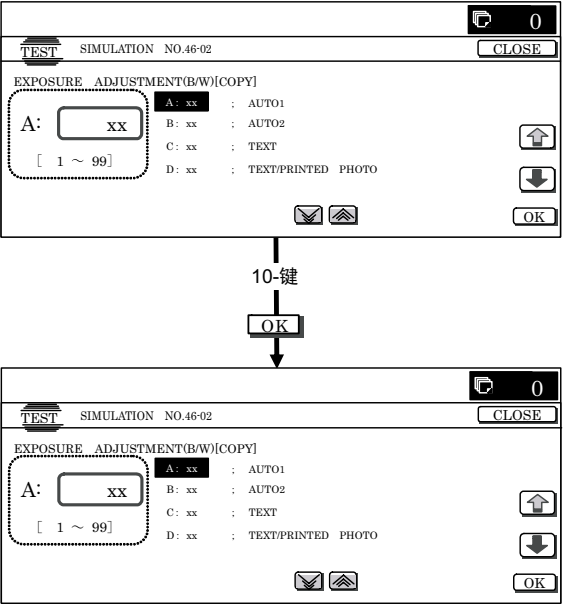 0
TEST SIMULATION NO.46-02 CLOSE
EXPOSURE ADJUSTMENT(B/W)[COPY]
A: xx ; AUTO1
A: xx
B: xx ; AUTO2
C: xx ; TEXT
[ 1 ～ 99]
D: xx ; TEXT/PRINTED PHOTO
OK
10-键
OK
0
TEST SIMULATION NO.46-02 CLOSE
EXPOSURE ADJUSTMENT(B/W)[COPY]
A: xx ; AUTO1
A: xx
B: xx ; AUTO2
C: xx ; TEXT
[ 1 ～ 99]
D: xx ; TEXT/PRINTED PHOTO
OK